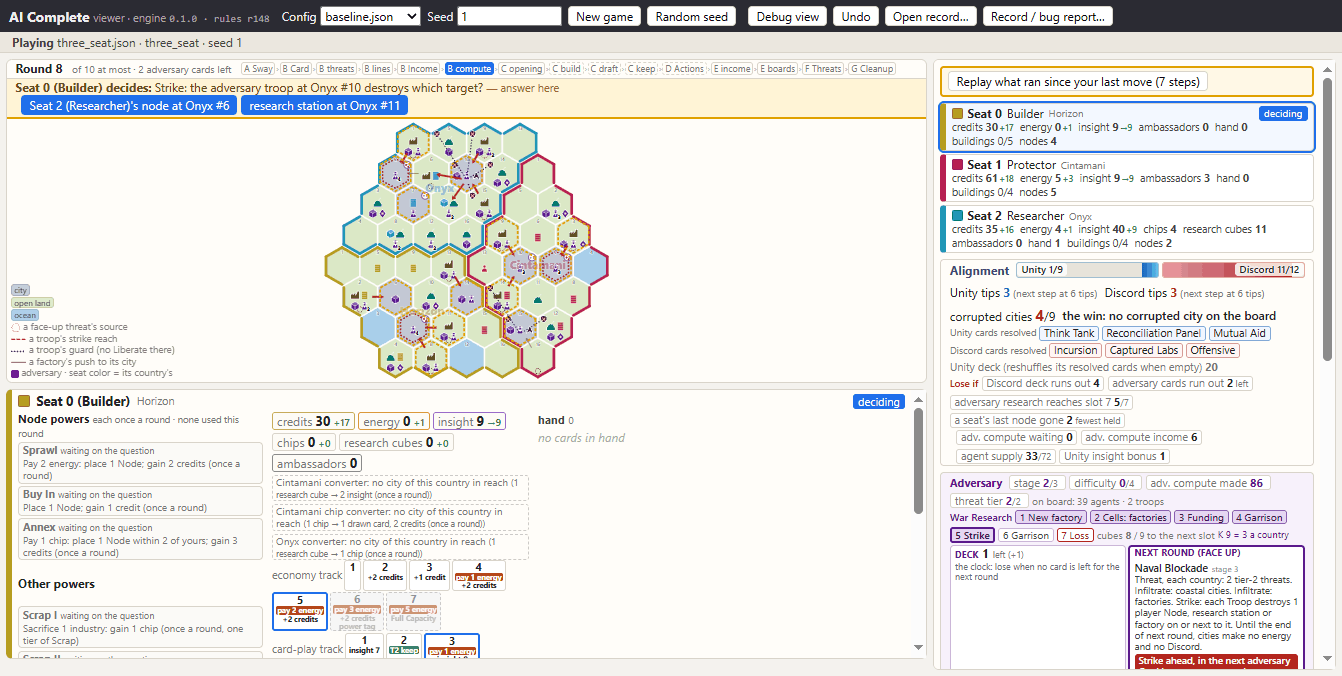 AI Complete viewer · engine 0.1.0 · rules r148 Config baseline.json Seed 1 New game Random seed Debug view Undo Open record... Record / bug report...
Playing three_seat.json · three_seat · seed 1
Round 8 of 10 at most · 2 adversary cards left A Sway B Card B threats B lines B Income B compute C opening C build C draft C keep D Actions E income E boards F Threats G Cleanup
Seat 0 (Builder) decides: Strike: the adversary troop at Onyx #10 destroys which target? — answer here
Seat 2 (Researcher)'s node at Onyx #6 research station at Onyx #11
Onyx
Cintamani
city
open land
ocean
a face-up threat's source
a troop's strike reach
a troop's guard (no Liberate there)
a factory's push to its city
adversary · seat color = its country's
Seat 0 (Builder) Horizon deciding
Node powers each once a round · none used this round
Sprawl waiting on the question
Pay 2 energy: place 1 Node; gain 2 credits (once a round)
Buy In waiting on the question
Place 1 Node; gain 1 credit (once a round)
Annex waiting on the question
Pay 1 chip: place 1 Node within 2 of yours; gain 3 credits (once a round)
Other powers
Scrap I waiting on the question
Sacrifice 1 industry: gain 1 chip (once a round, one tier of Scrap)
credits 30 +17 energy 0 +1 insight 9 →9
chips 0 +0 research cubes 0 +0
ambassadors 0
Cintamani converter: no city of this country in reach (1 research cube → 2 insight (once a round))
Cintamani chip converter: no city of this country in reach (1 chip → 1 drawn card, 2 credits (once a round))
Onyx converter: no city of this country in reach (1 research cube → 1 chip (once a round))
economy track 1 2 +2 credits 3 +1 credit 4 pay 1 energy +2 credits
5 pay 2 energy +2 credits 6 pay 3 energy +2 credits power tag 7 pay 5 energy Full Capacity
card-play track 1 insight 7 2 T2 keep 3 pay 1 energy
hand 0
no cards in hand
Replay what ran since your last move (7 steps)
Seat 0 Builder Horizon deciding
credits 30 +17 energy 0 +1 insight 9 →9 ambassadors 0 hand 0
buildings 0/5 nodes 4
Seat 1 Protector Cintamani
credits 61 +18 energy 5 +3 insight 9 →9 ambassadors 3 hand 0
buildings 0/4 nodes 5
Seat 2 Researcher Onyx
credits 35 +16 energy 4 +1 insight 40 +9 chips 4 research cubes 11
ambassadors 0 hand 1 buildings 0/4 nodes 2
Alignment Unity 1/9 Discord 11/12
Unity tips 3 (next step at 6 tips) Discord tips 3 (next step at 6 tips)
corrupted cities 4/9 the win: no corrupted city on the board
Unity cards resolved Think Tank Reconciliation Panel Mutual Aid
Discord cards resolved Incursion Captured Labs Offensive
Unity deck (reshuffles its resolved cards when empty) 20
Lose if Discord deck runs out 4 adversary cards run out 2 left
adversary research reaches slot 7 5/7
a seat's last node gone 2 fewest held
adv. compute waiting 0 adv. compute income 6
agent supply 33/72 Unity insight bonus 1
Adversary stage 2/3 difficulty 0/4 adv. compute made 86
threat tier 2/2 on board: 39 agents · 2 troops
War Research 1 New factory 2 Cells: factories 3 Funding 4 Garrison
5 Strike 6 Garrison 7 Loss cubes 8 / 9 to the next slot K 9 = 3 a country
DECK 1 left (+1)
the clock: lose when no card is left for the next round
NEXT ROUND (FACE UP)
Naval Blockade stage 3
Threat, each country: 2 tier-2 threats. Infiltrate: coastal cities. Infiltrate: factories. Strike: each Troop destroys 1 player Node, research station or factory on or next to it. Until the end of next round, cities make no energy and no Discord.
Strike ahead, in the next adversary